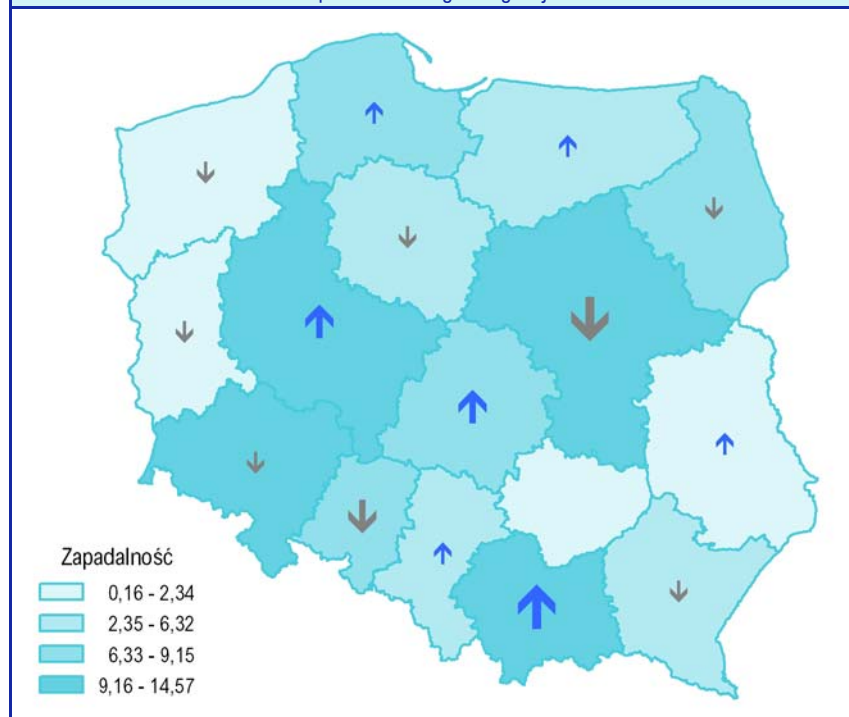 Zapadalność
0,16 - 2,34
2,35 - 6,32
6,33 - 9,15
9,16 - 14,57